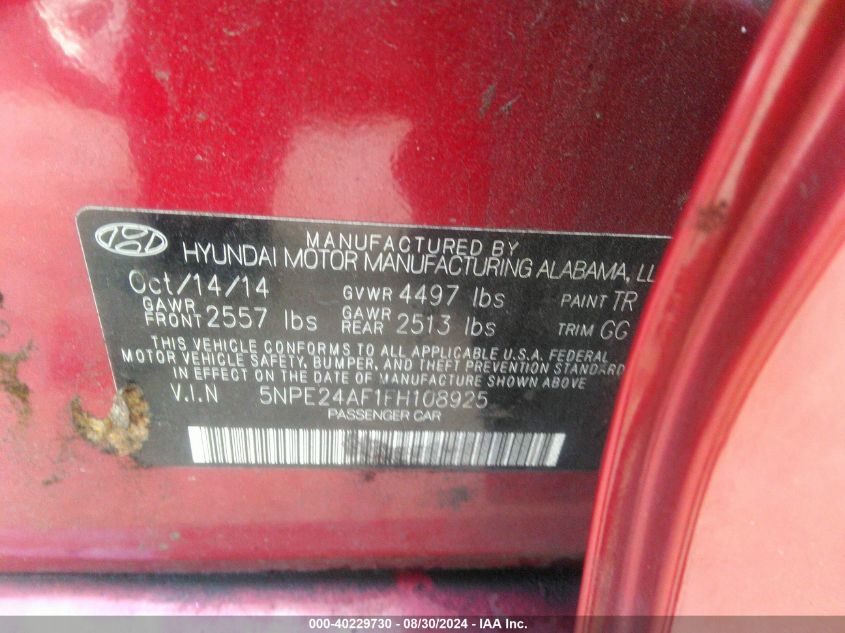 MANUFACTURED BY
HYUNDAI MOTOR MANUFACTURING ALABAMA, LL
Oct/14/14 GVWR 4497 lbs PAINT TR
GAWR FRONT 2557 lbs GAWR REAR 2513 lbs TRIM GG
THIS VEHICLE CONFORMS TO ALL APPLICABLE U.S.A. FEDERAL
MOTOR VEHICLE SAFETY, BUMPER, AND THEFT PREVENTION STANDARD
IN EFFECT ON THE DATE OF MANUFACTURE SHOWN ABOVE
V.I.N 5NPE24AF1FH108925
PASSENGER CAR
000-40229730 - 08/30/2024 - IAA Inc.